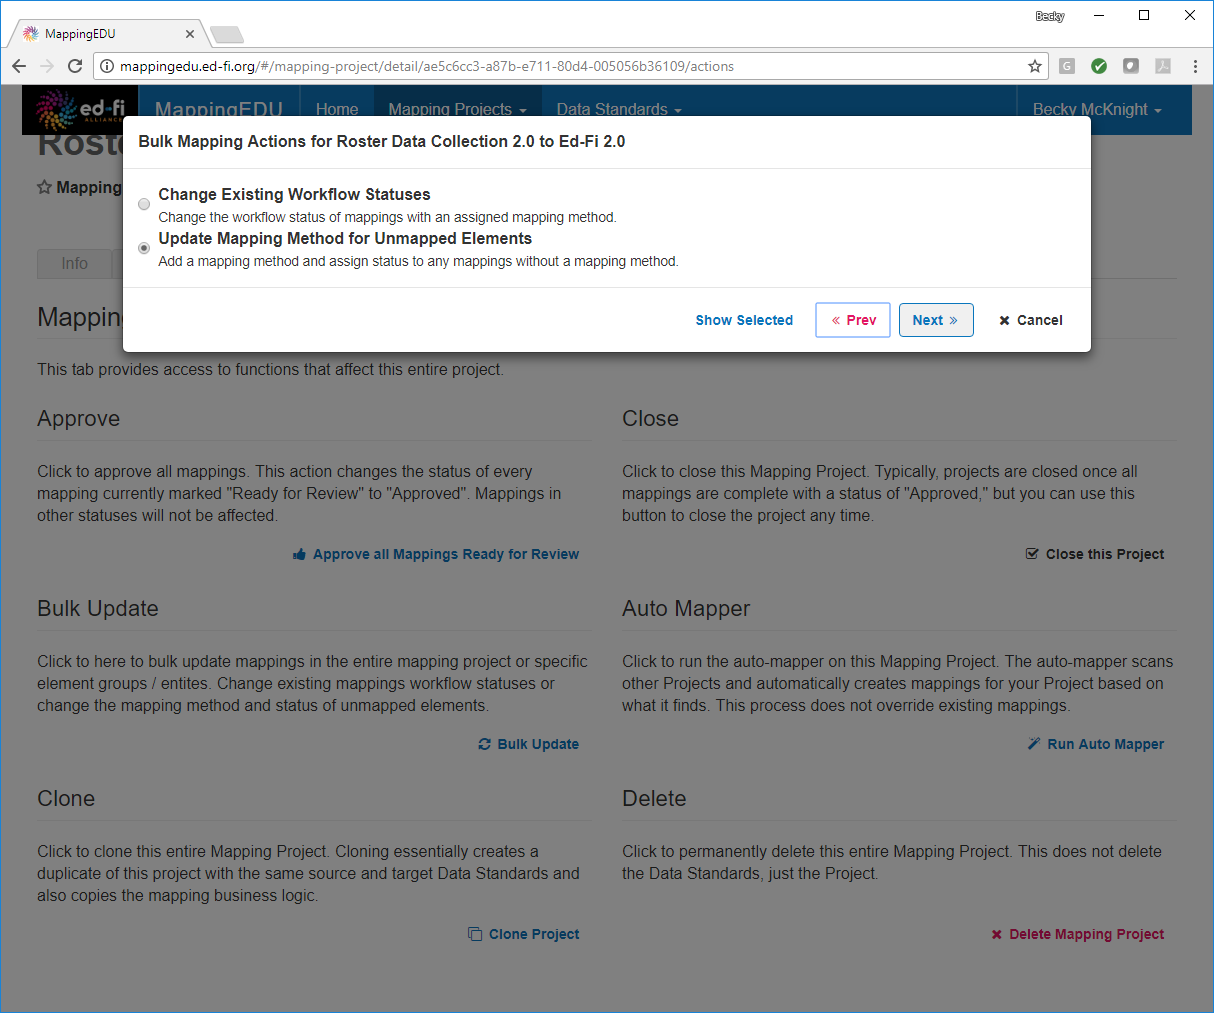 Becky
MappingEDU
mappingedu.ed-fi.org/#/mapping-project/detail/ae5c6cc3-a87b-e711-80d4-005056b36109/actions
ed-fi
ALLIANCE
MappingEDU
Home
Mapping Projects
Data Standards
Becky McKnight
Roste
Mapping
Bulk Mapping Actions for Roster Data Collection 2.0 to Ed-Fi 2.0
Change Existing Workflow Statuses
Change the workflow status of mappings with an assigned mapping method.
Update Mapping Method for Unmapped Elements
Add a mapping method and assign status to any mappings without a mapping method.
Show Selected
« Prev
Next »
Cancel
Info
Mapping
This tab provides access to functions that affect this entire project.
Approve
Click to approve all mappings. This action changes the status of every
mapping currently marked "Ready for Review" to "Approved". Mappings in
other statuses will not be affected.
Approve all Mappings Ready for Review
Close
Click to close this Mapping Project. Typically, projects are closed once all
mappings are complete with a status of "Approved," but you can use this
button to close the project any time.
Close this Project
Bulk Update
Click to here to bulk update mappings in the entire mapping project or specific
element groups / entites. Change existing mappings workflow statuses or
change the mapping method and status of unmapped elements.
Bulk Update
Auto Mapper
Click to run the auto-mapper on this Mapping Project. The auto-mapper scans
other Projects and automatically creates mappings for your Project based on
what it finds. This process does not override existing mappings.
Run Auto Mapper
Clone
Click to clone this entire Mapping Project. Cloning essentially creates a
duplicate of this project with the same source and target Data Standards and
also copies the mapping business logic.
Clone Project
Delete
Click to permanently delete this entire Mapping Project. This does not delete
the Data Standards, just the Project.
Delete Mapping Project